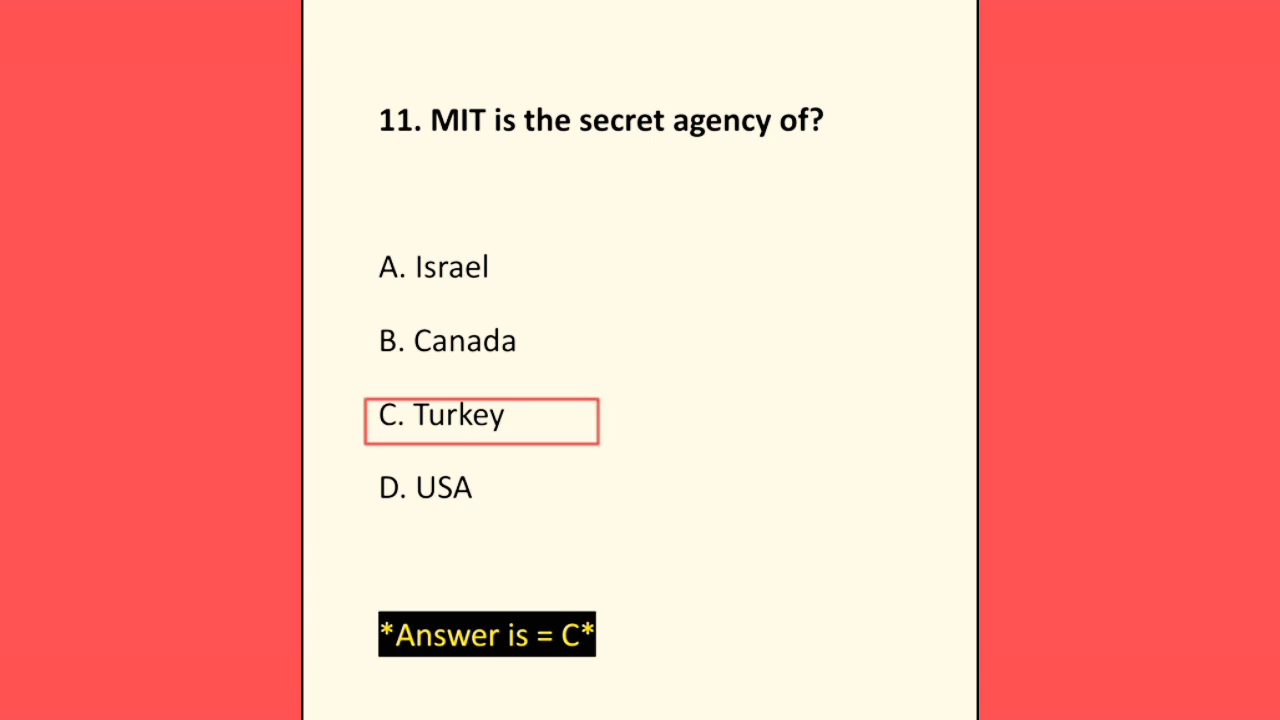 11. MIT is the secret agency of?
A. Israel
B. Canada
C. Turkey
D. USA
*Answer is = C*